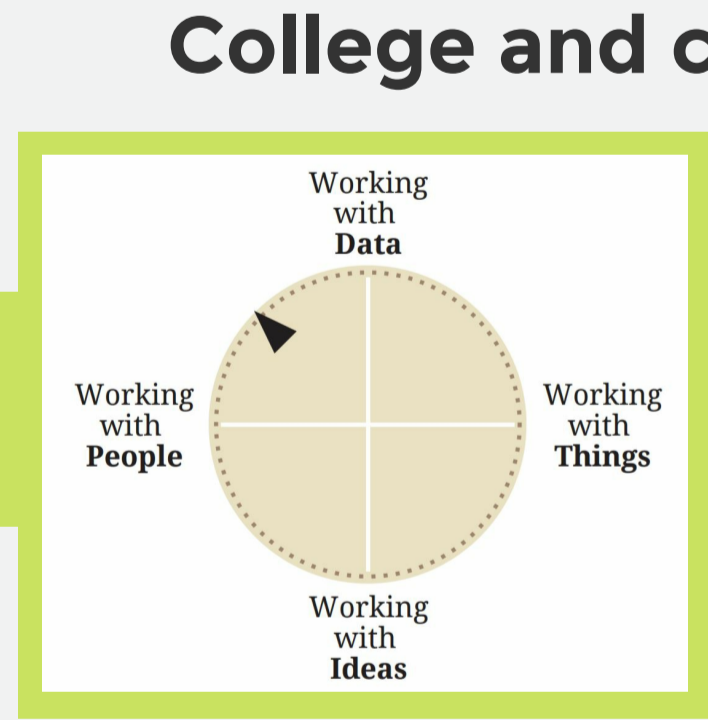 College and
Working
with
Data
Working
with
People
Working
with
Things
Working
with
Ideas